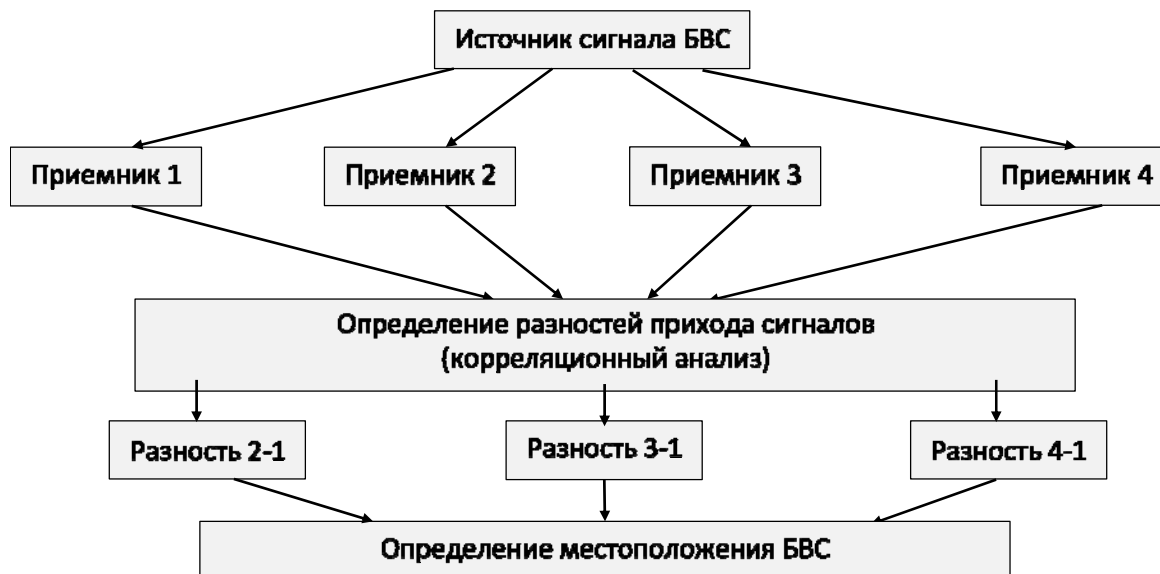 Источник сигнала БВС
Приемник 1
Приемник 2
Приемник 3
Приемник 4
Определение разностей прихода сигналов
(корреляционный анализ)
Разность 2-1
Разность 3-1
Разность 4-1
Определение местоположения БВС